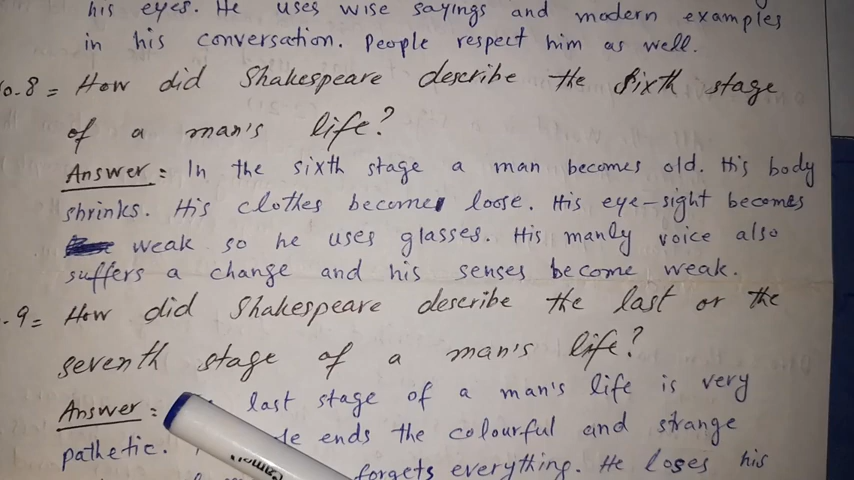 his eyes. He uses wise sayings and modern examples
in his conversation. People respect him as well.
No.8 = How did Shakespeare describe the sixth stage
of a man's life?
Answer: In the sixth stage a man becomes old. His body
shrinks. His clothes become loose. His eye-sight becomes
weak so he uses glasses. His manly voice also
suffers a change and his senses become weak.
.9= How did Shakespeare describe the last or the
seventh stage of a man's life?
Answer: last stage of a man's life is very
pathetic. ends the colourful and strange
forgets everything. He loses his